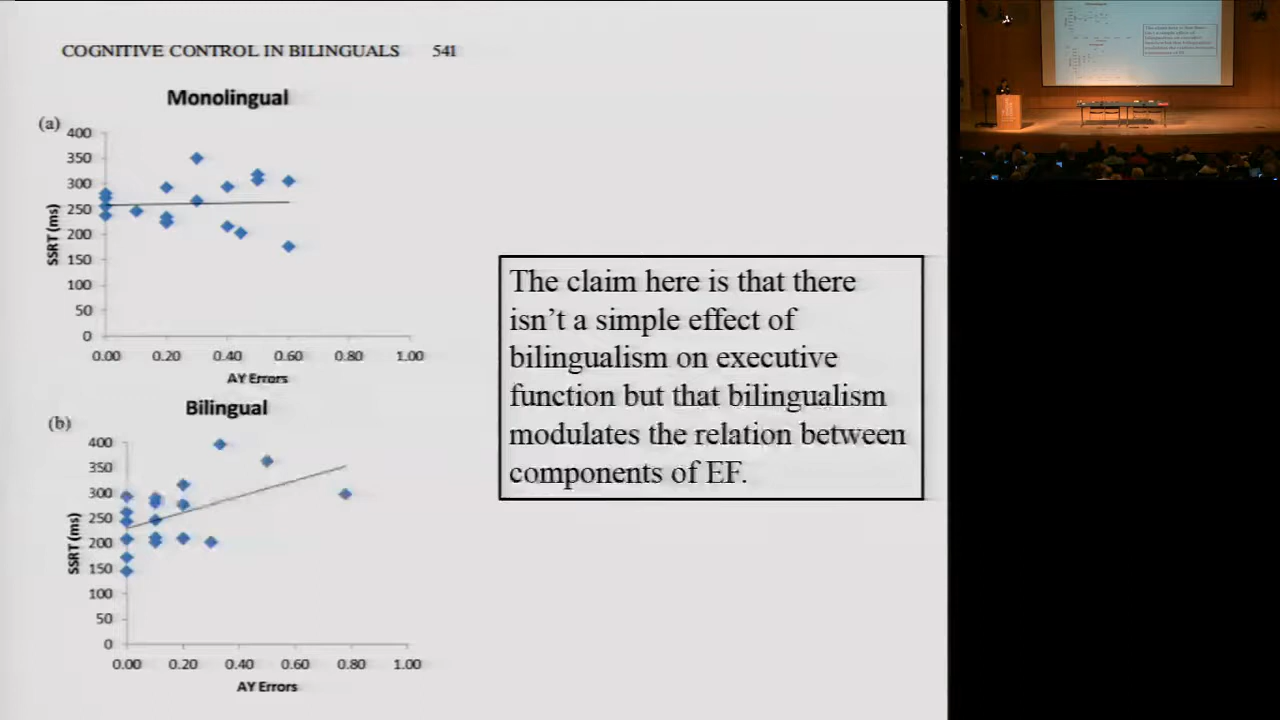 COGNITIVE CONTROL IN BILINGUALS 541
Monolingual
(a)
400
350
300
250
200
150
100
50
0
SSRT (ms)
0.00 0.20 0.40 0.60 0.80 1.00
AY Errors
Bilingual
(b)
400
350
300
250
200
150
100
50
0
SSRT (ms)
0.00 0.20 0.40 0.60 0.80 1.00
AY Errors
The claim here is that there
isn’t a simple effect of
bilingualism on executive
function but that bilingualism
modulates the relation between
components of EF.